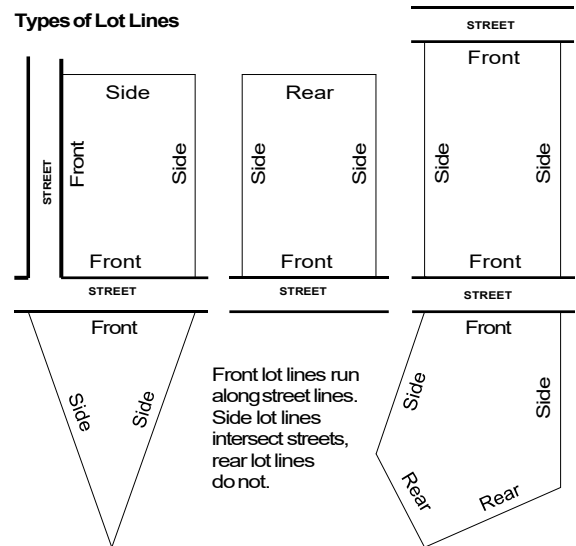 Types of Lot Lines
STREET
Front
Side
Rear
Front
Side
Side
Side
Side
Side
STREET
Front
Front
Front
STREET
STREET
STREET
Front
Front
Side
Side
Side
Side
Front lot lines run
along street lines.
Side lot lines
intersect streets,
rear lot lines
do not.
Rear
Rear